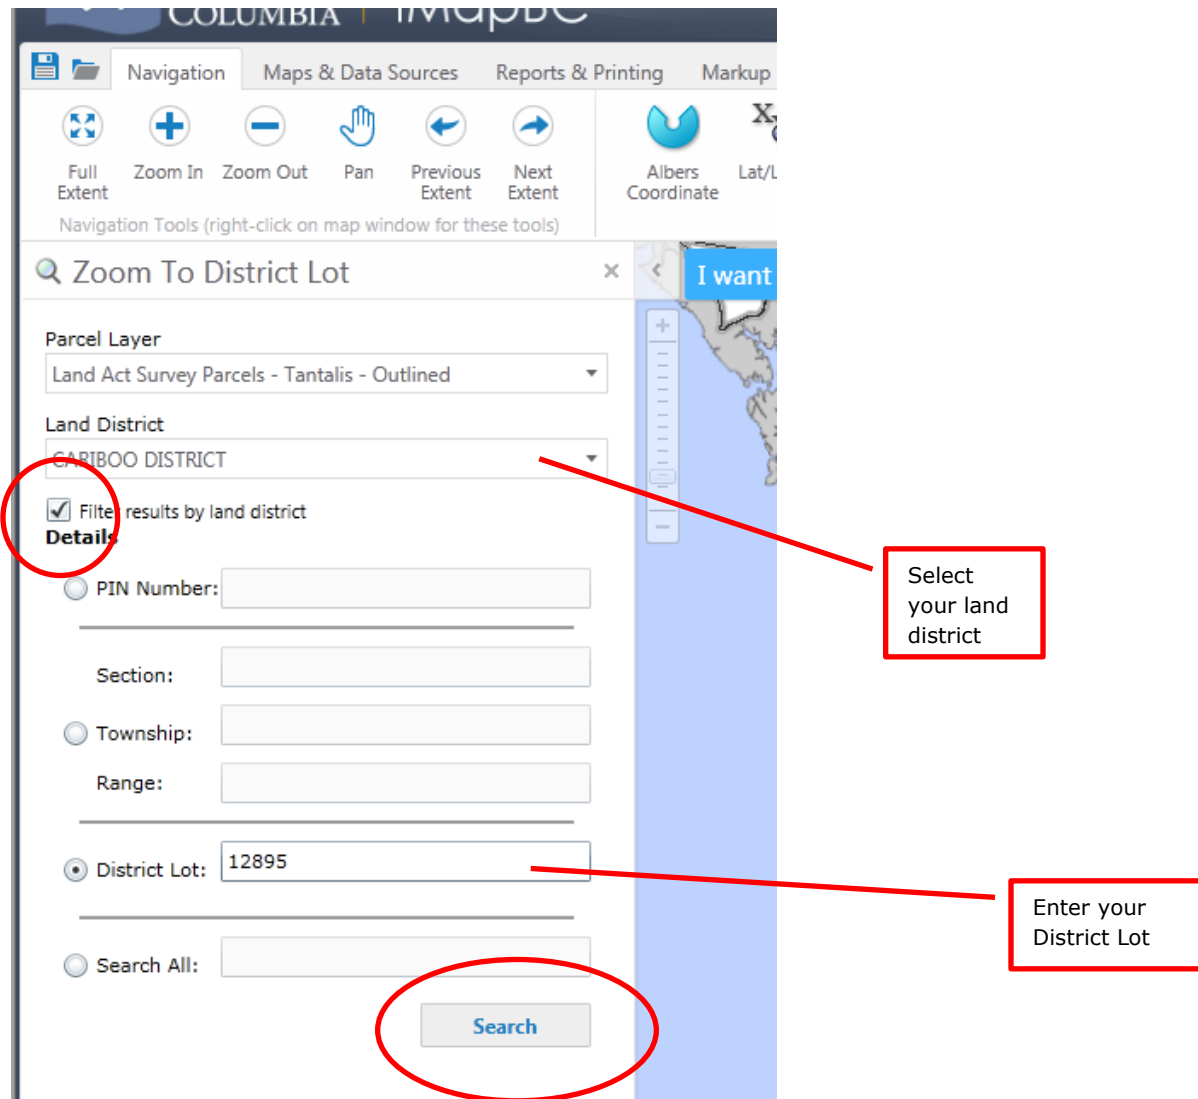 COLUMBIA | iMapBC
Navigation Maps & Data Sources Reports & Printing Markup
Full Extent
Zoom In
Zoom Out
Pan
Previous Extent
Next Extent
Albers Coordinate
Lat/L
Navigation Tools (right-click on map window for these tools)
Zoom To District Lot
I want
Parcel Layer
Land Act Survey Parcels - Tantalis - Outlined
Land District
CARIBOO DISTRICT
Filter results by land district
Details
PIN Number:
Section:
Township:
Range:
District Lot: 12895
Search All:
Search
Select
your land
district
Enter your
District Lot